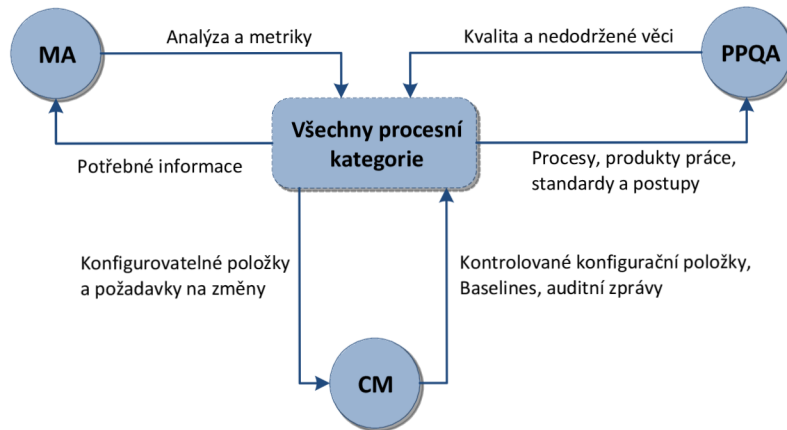 MA
Analýza a metriky
Kvalita a nedodržené věci
PPQA
Všechny procesní
kategorie
Potřebné informace
Procesy, produkty práce,
standardy a postupy
Konfigurovatelné položky
a požadavky na změny
Kontrolované konfigurační položky,
Baselines, auditní zprávy
CM